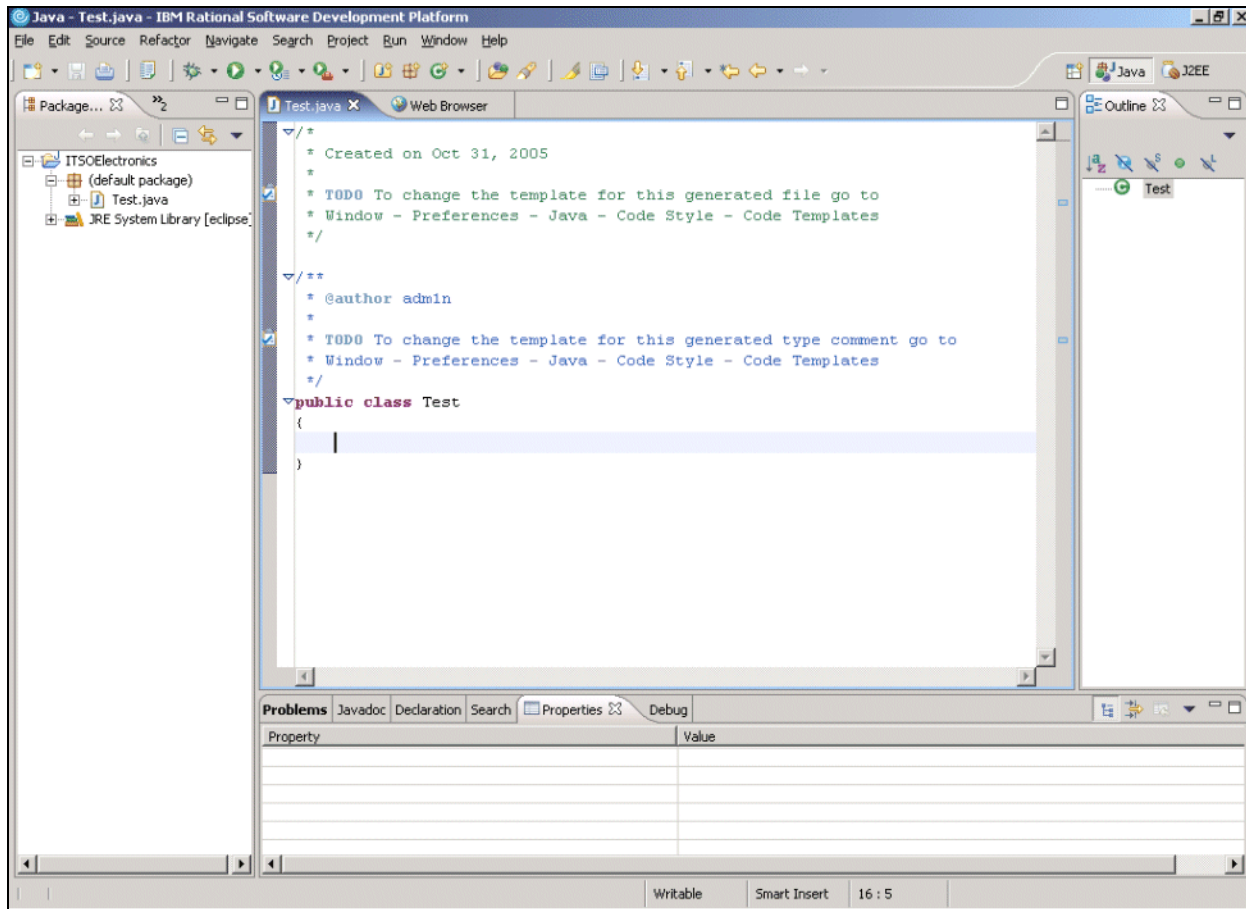 Java - Test.java - IBM Rational Software Development Platform
File Edit Source Refactor Navigate Search Project Run Window Help
Java J2EE
Package... »2
Test.java Web Browser
Outline
ITSOElectronics
(default package)
Test.java
JRE System Library [eclipse]
/*
* Created on Oct 31, 2005
*
* TODO To change the template for this generated file go to
* Window - Preferences - Java - Code Style - Code Templates
*/
/**
* @author adm1n
*
* TODO To change the template for this generated type comment go to
* Window - Preferences - Java - Code Style - Code Templates
*/
public class Test
{
}
Test
Problems Javadoc Declaration Search Properties Debug
Property Value
Writable Smart Insert 16 : 5